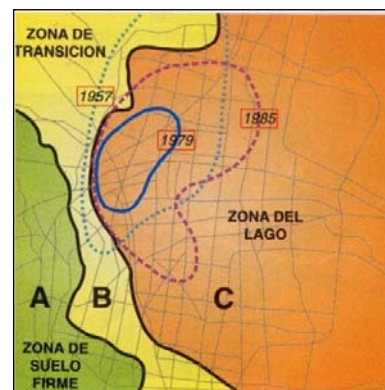 ZONA DE
TRANSICION
1957
1985
1979
ZONA DEL
LAGO
A
B
C
ZONA DE
SUELO
FIRME